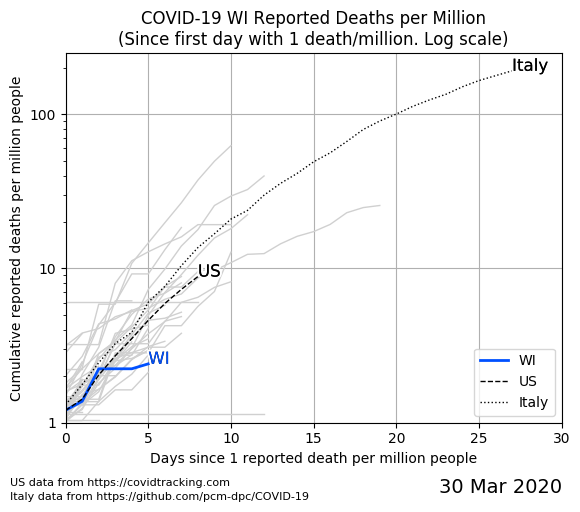 COVID-19 WI Reported Deaths per Million
(Since first day with 1 death/million. Log scale)
Cumulative reported deaths per million people
100
10
1
Italy
US
WI
WI
US
Italy
0 5 10 15 20 25 30
Days since 1 reported death per million people
US data from https://covidtracking.com
Italy data from https://github.com/pcm-dpc/COVID-19
30 Mar 2020